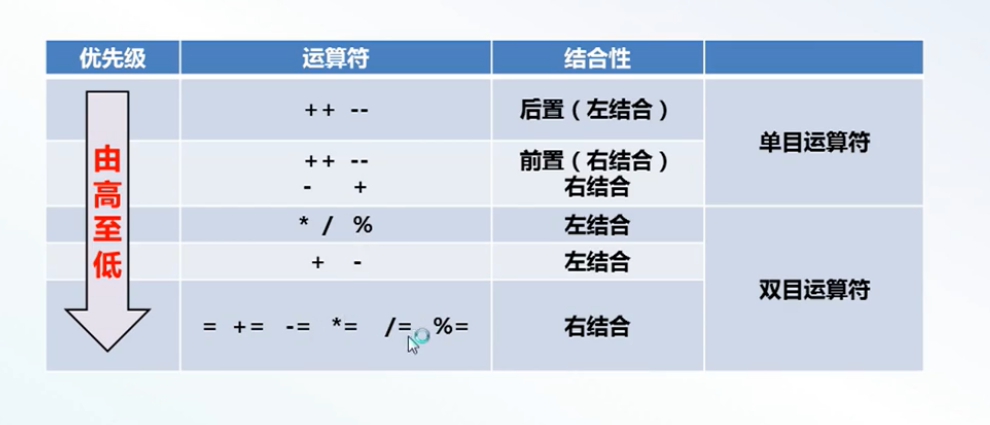 优先级 运算符 结合性
++ -- 后置（左结合）
单目运算符
++ -- 前置（右结合）
- + 右结合
* / % 左结合
+ - 左结合
双目运算符
= += -= *= /= %= 右结合
由
高
至
低